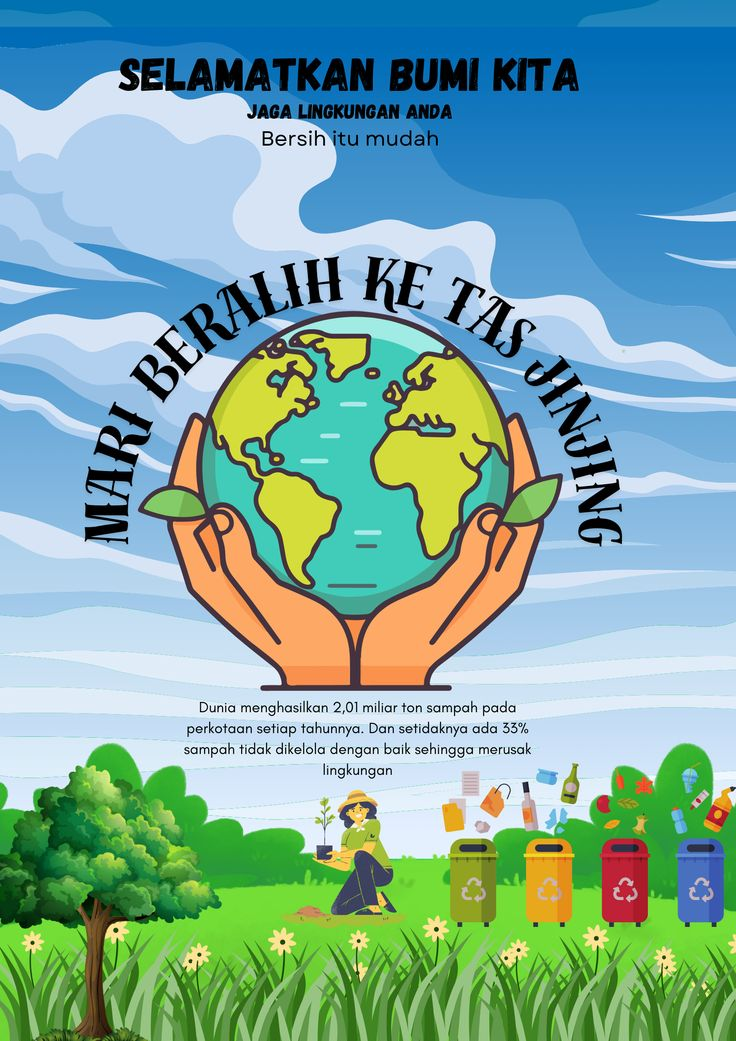 SELAMATKAN BUMI KITA
JAGA LINGKUNGAN ANDA
Bersih itu mudah
MARI BERALIH KE TAS JINJING
Dunia menghasilkan 2,01 miliar ton sampah pada
perkotaan setiap tahunnya. Dan setidaknya ada 33%
sampah tidak dikelola dengan baik sehingga merusak
lingkungan